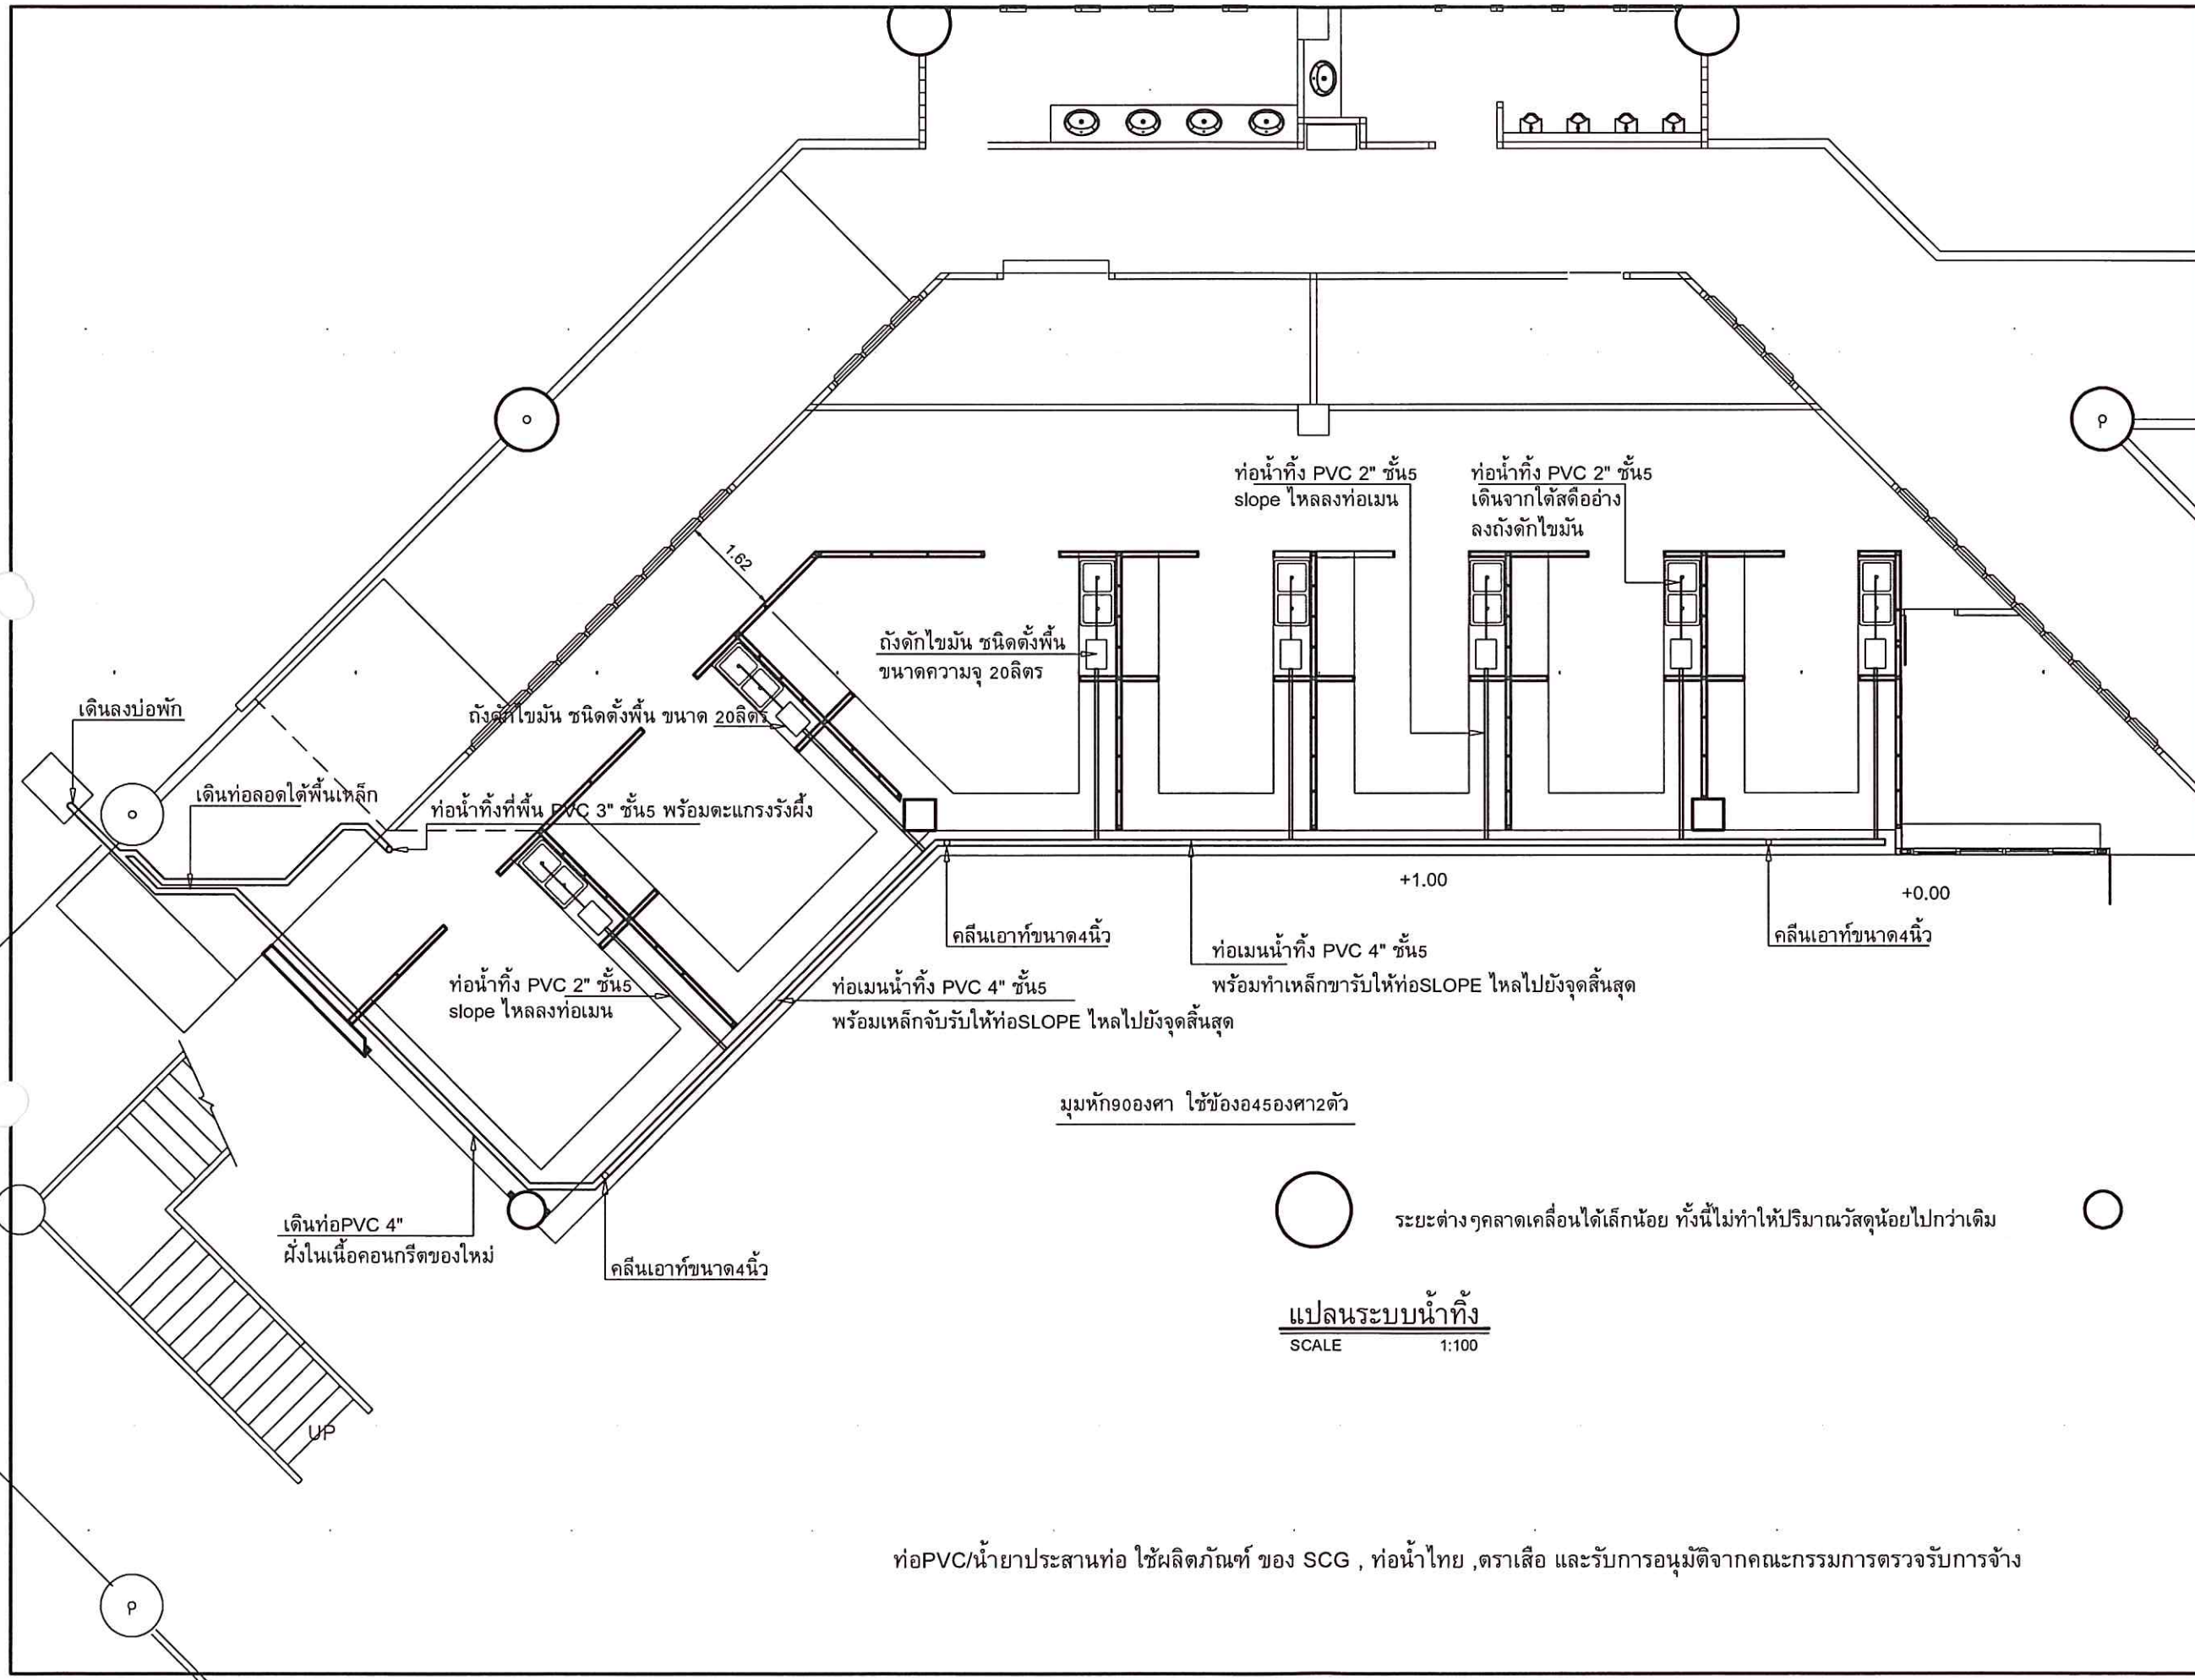 ท่อน้ำทิ้ง PVC 2" ชั้น5
slope ไหลลงท่อเมน
ท่อน้ำทิ้ง PVC 2" ชั้น5
เดินจากใต้สดืออ่าง
ลงถังดักไขมัน
1.62
ถังดักไขมัน ชนิดตั้งพื้น
ขนาดความจุ 20ลิตร
เดินลงบ่อพัก
ถังดักไขมัน ชนิดตั้งพื้น ขนาด 20ลิตร
เดินท่อลอดใต้พื้นเหล็ก
ท่อน้ำทิ้งที่พื้น PVC 3" ชั้น5 พร้อมตะแกรงรังผึ้ง
+1.00
+0.00
คลีนเอาท์ขนาด4นิ้ว
ท่อเมนน้ำทิ้ง PVC 4" ชั้น5
พร้อมทำเหล็กขารับให้ท่อSLOPE ไหลไปยังจุดสิ้นสุด
คลีนเอาท์ขนาด4นิ้ว
ท่อน้ำทิ้ง PVC 2" ชั้น5
slope ไหลลงท่อเมน
ท่อเมนน้ำทิ้ง PVC 4" ชั้น5
พร้อมเหล็กจับรับให้ท่อSLOPE ไหลไปยังจุดสิ้นสุด
มุมหัก90องศา ใช้ข้องอ45องศา2ตัว
เดินท่อPVC 4"
ฝั่งในเนื้อคอนกรีตของใหม่
คลีนเอาท์ขนาด4นิ้ว
ระยะต่างๆคลาดเคลื่อนได้เล็กน้อย ทั้งนี้ไม่ทำให้ปริมาณวัสดุน้อยไปกว่าเดิม
แปลนระบบน้ำทิ้ง
SCALE 1:100
UP
ท่อPVC/น้ำยาประสานท่อ ใช้ผลิตภัณฑ์ ของ SCG , ท่อน้ำไทย ,ตราเสือ และรับการอนุมัติจากคณะกรรมการตรวจรับการจ้าง